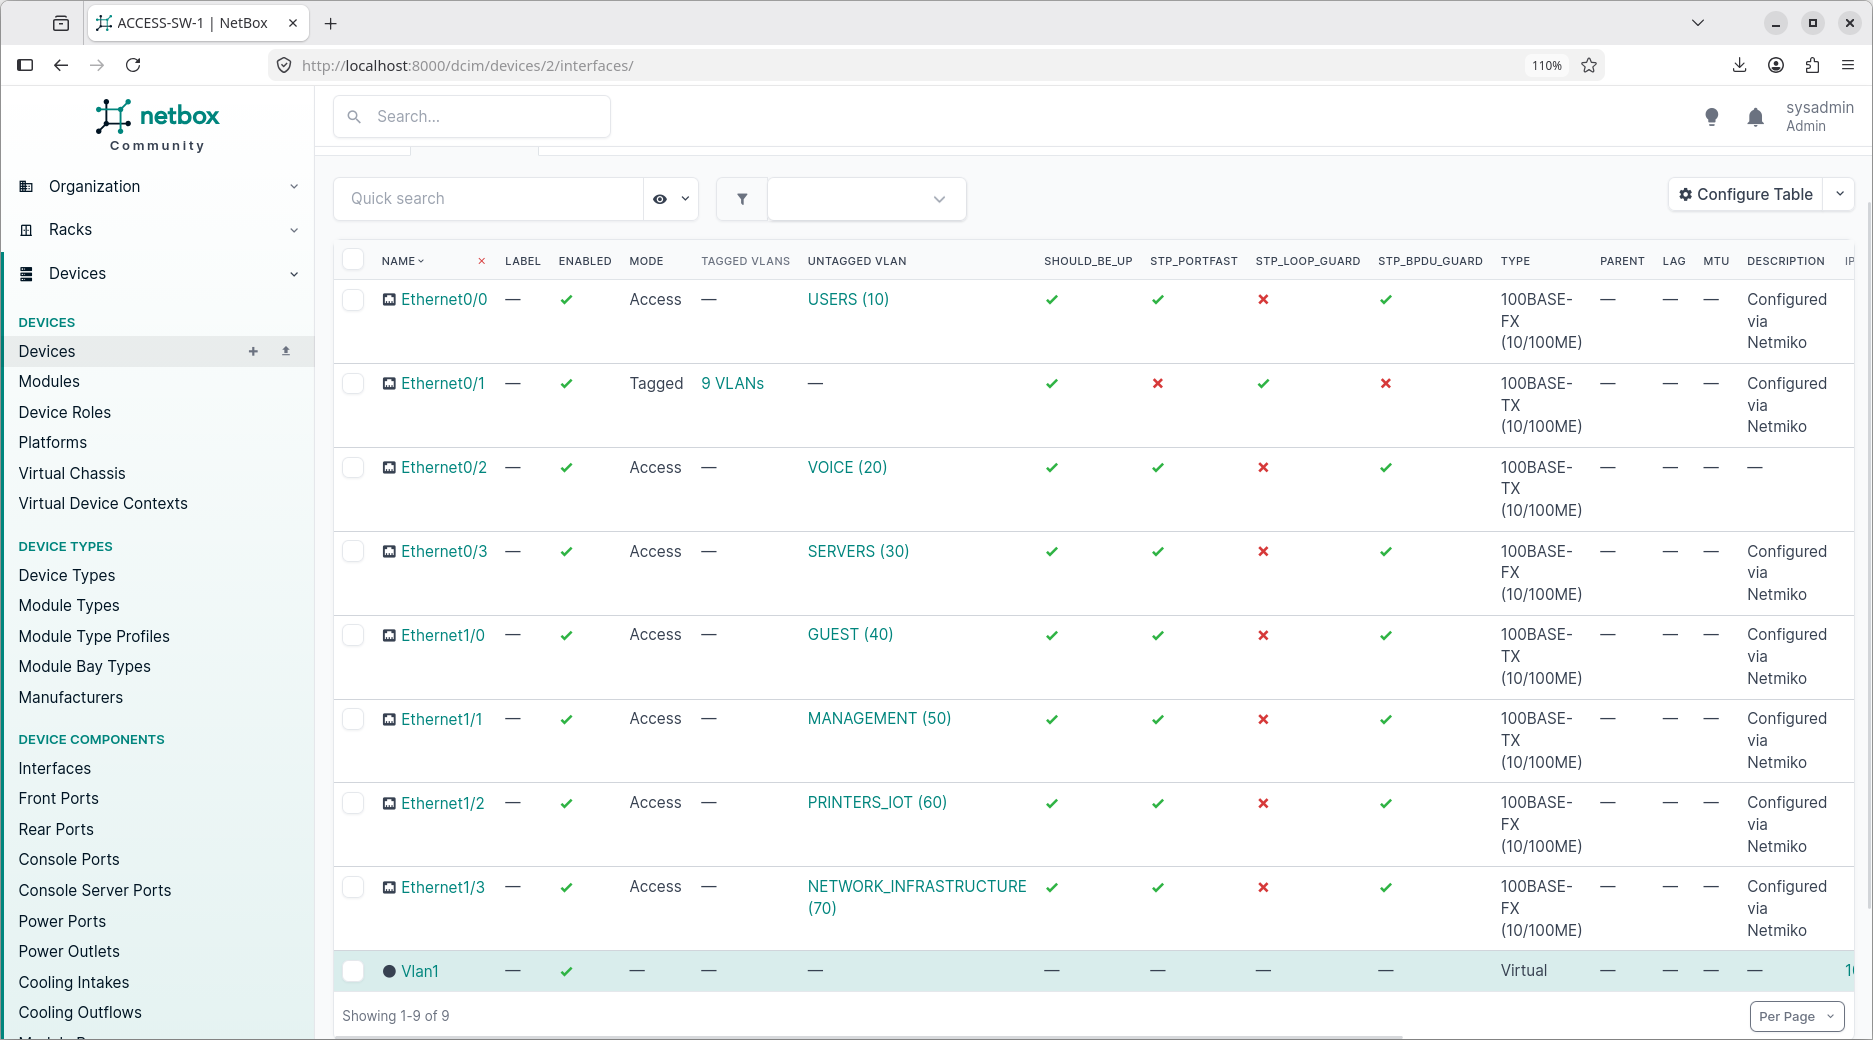 ACCESS-SW-1 | NetBox
http://localhost:8000/dcim/devices/2/interfaces/
110%
netbox
Community
Search...
sysadmin
Admin
Organization
Racks
Devices
DEVICES
Devices
Modules
Device Roles
Platforms
Virtual Chassis
Virtual Device Contexts
DEVICE TYPES
Device Types
Module Types
Module Type Profiles
Module Bay Types
Manufacturers
DEVICE COMPONENTS
Interfaces
Front Ports
Rear Ports
Console Ports
Console Server Ports
Power Ports
Power Outlets
Cooling Intakes
Cooling Outflows
Quick search
Configure Table
NAME LABEL ENABLED MODE TAGGED VLANS UNTAGGED VLAN SHOULD_BE_UP STP_PORTFAST STP_LOOP_GUARD STP_BPDU_GUARD TYPE PARENT LAG MTU DESCRIPTION IP
Ethernet0/0 — Access — USERS (10) 100BASE- — — — Configured
FX via
(10/100ME) Netmiko
Ethernet0/1 — Tagged 9 VLANs — 100BASE- — — — Configured
TX via
(10/100ME) Netmiko
Ethernet0/2 — Access — VOICE (20) 100BASE- — — — —
TX
(10/100ME)
Ethernet0/3 — Access — SERVERS (30) 100BASE- — — — Configured
FX via
(10/100ME) Netmiko
Ethernet1/0 — Access — GUEST (40) 100BASE- — — — Configured
TX via
(10/100ME) Netmiko
Ethernet1/1 — Access — MANAGEMENT (50) 100BASE- — — — Configured
TX via
(10/100ME) Netmiko
Ethernet1/2 — Access — PRINTERS_IOT (60) 100BASE- — — — Configured
FX via
(10/100ME) Netmiko
Ethernet1/3 — Access — NETWORK_INFRASTRUCTURE 100BASE- — — — Configured
(70) FX via
(10/100ME) Netmiko
Vlan1 — — — — — — — — Virtual — — — —
Showing 1-9 of 9
Per Page